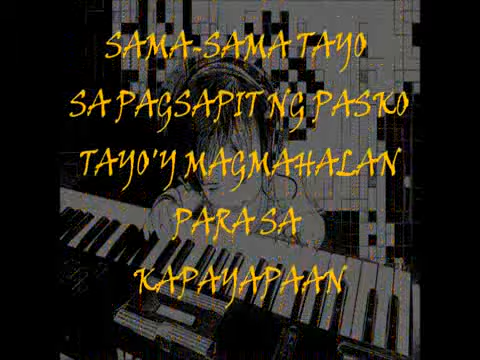 SAMA-SAMA TAYO
SA PAGSAPIT NG PASKO
TAYO'Y MAGMAHALAN
PARA SA
KAPAYAPAAN